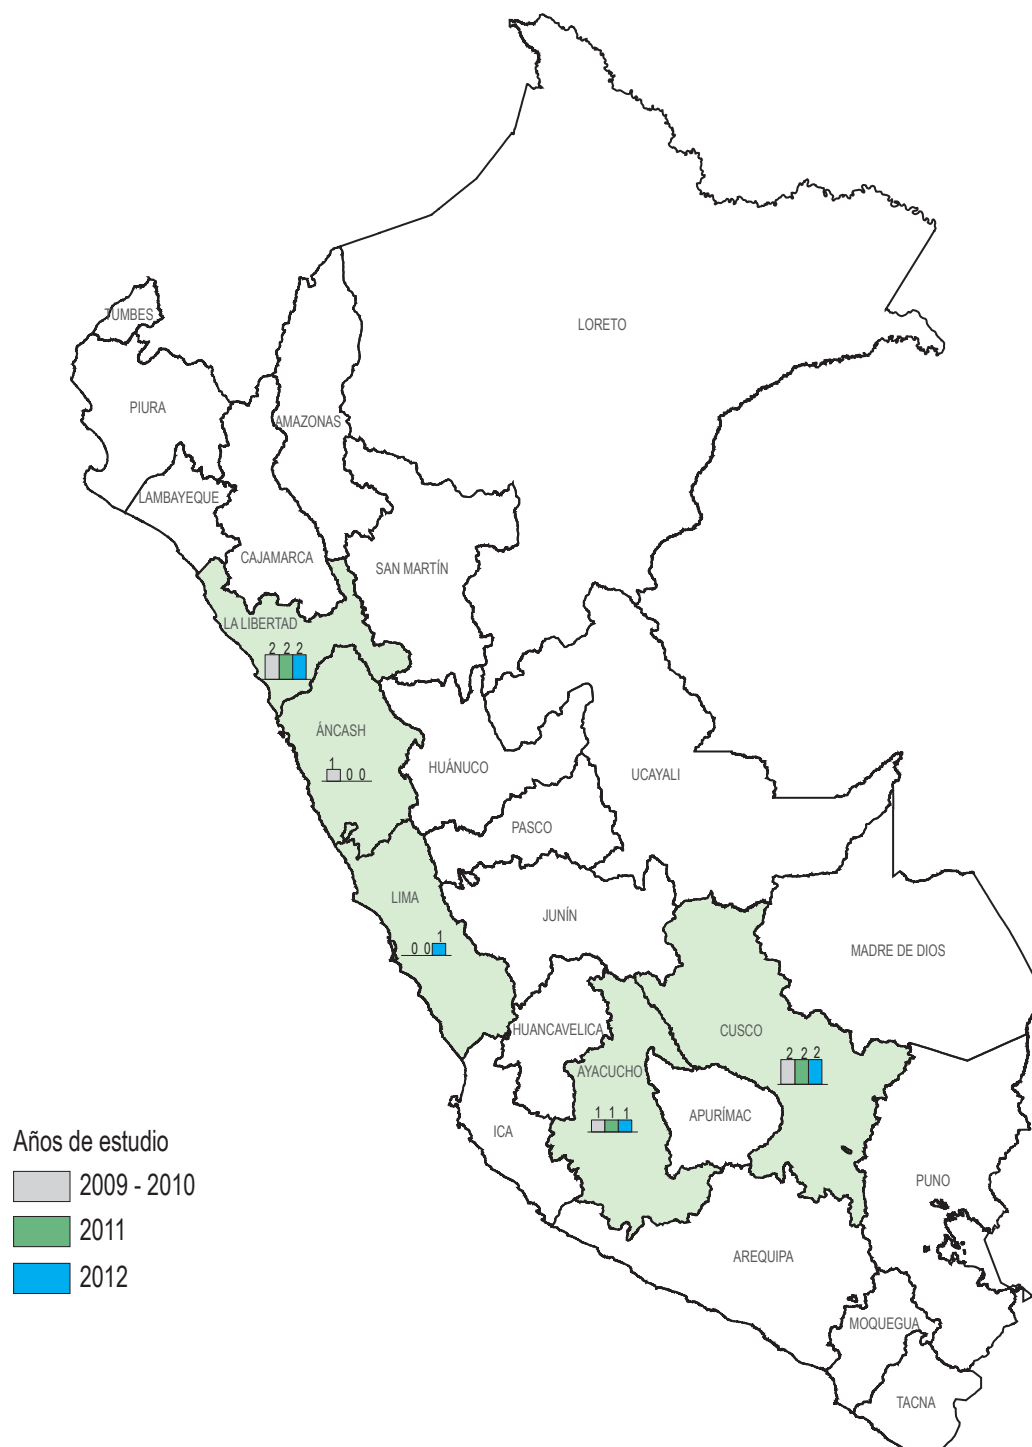 LORETO
TUMBES
PIURA
AMAZONAS
LAMBAYEQUE
CAJAMARCA
SAN MARTÍN
LA LIBERTAD
2 2 2
ÁNCASH
1 0 0
HUÁNUCO
UCAYALI
PASCO
LIMA
0 0 1
JUNÍN
MADRE DE DIOS
HUANCAVELICA
CUSCO
2 2 2
AYACUCHO
1 1 1
APURÍMAC
ICA
PUNO
AREQUIPA
MOQUEGUA
TACNA
Años de estudio
2009 - 2010
2011
2012